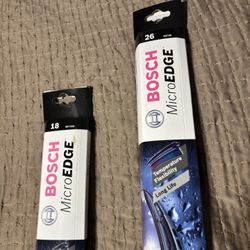 26
BOSCH
MicroEDGE
Temperature
Flexibility
Long Life
18
BOSCH
MicroEDGE